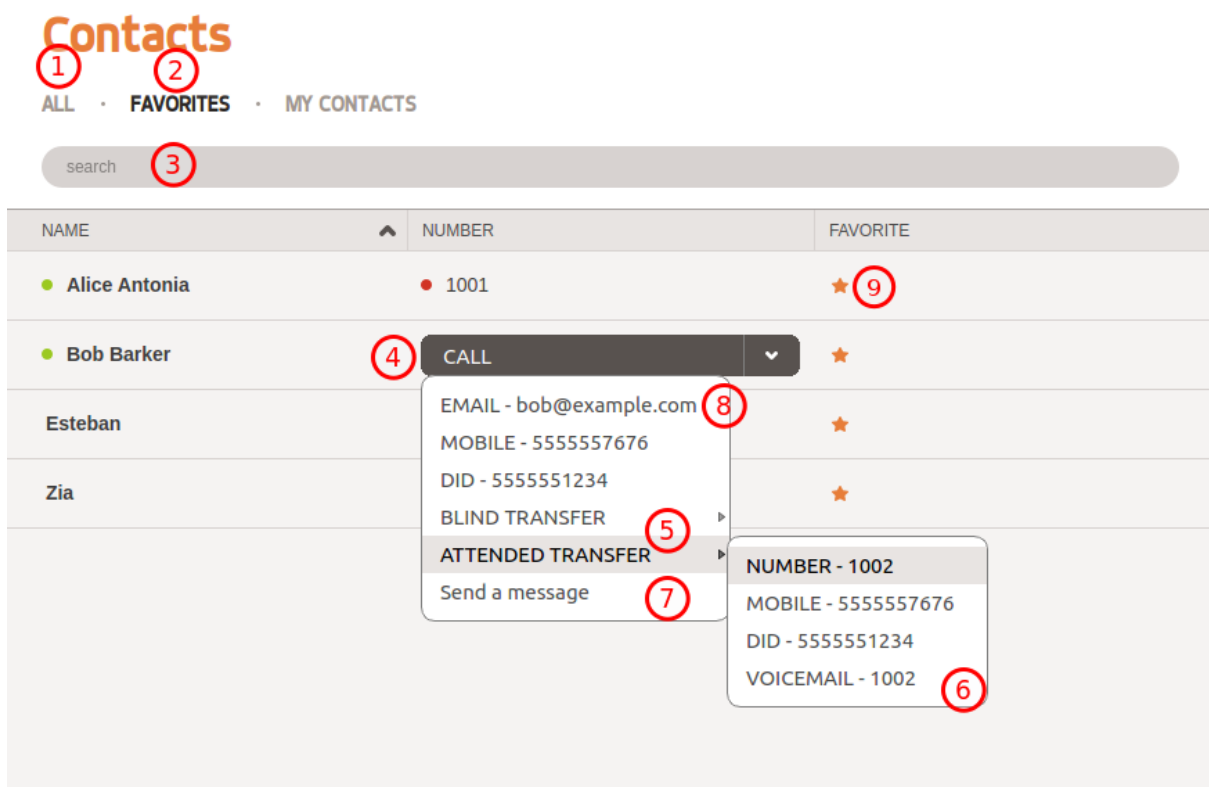 Contacts
1
2
ALL · FAVORITES · MY CONTACTS
search 3
NAME NUMBER FAVORITE
Alice Antonia 1001 9
Bob Barker 4 CALL
EMAIL - bob@example.com 8
Esteban
MOBILE - 5555557676
DID - 5555551234
Zia
BLIND TRANSFER 5
ATTENDED TRANSFER
Send a message 7
NUMBER - 1002
MOBILE - 5555557676
DID - 5555551234
VOICEMAIL - 1002 6